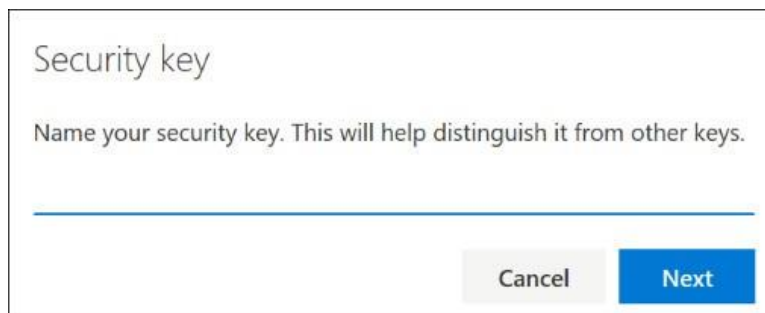 Security key
Name your security key. This will help distinguish it from other keys.
Cancel Next